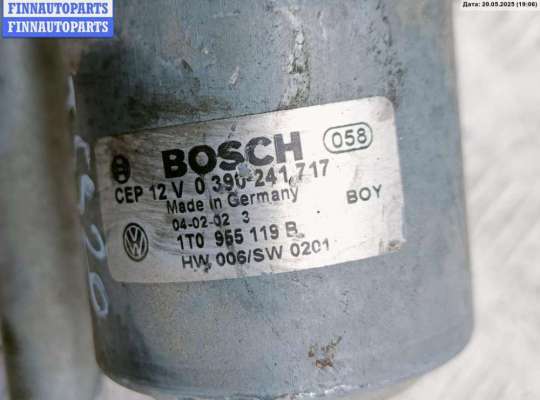 FINNAUTOPARTS
FINNAUTOPARTS
Дата: 20.05.2025 (19:06)
BOSCH 058
CEP 12 V 0 390 241 717
Made in Germany BOY
04-02-02 3
1T0 955 119 B
HW 006/SW 0201